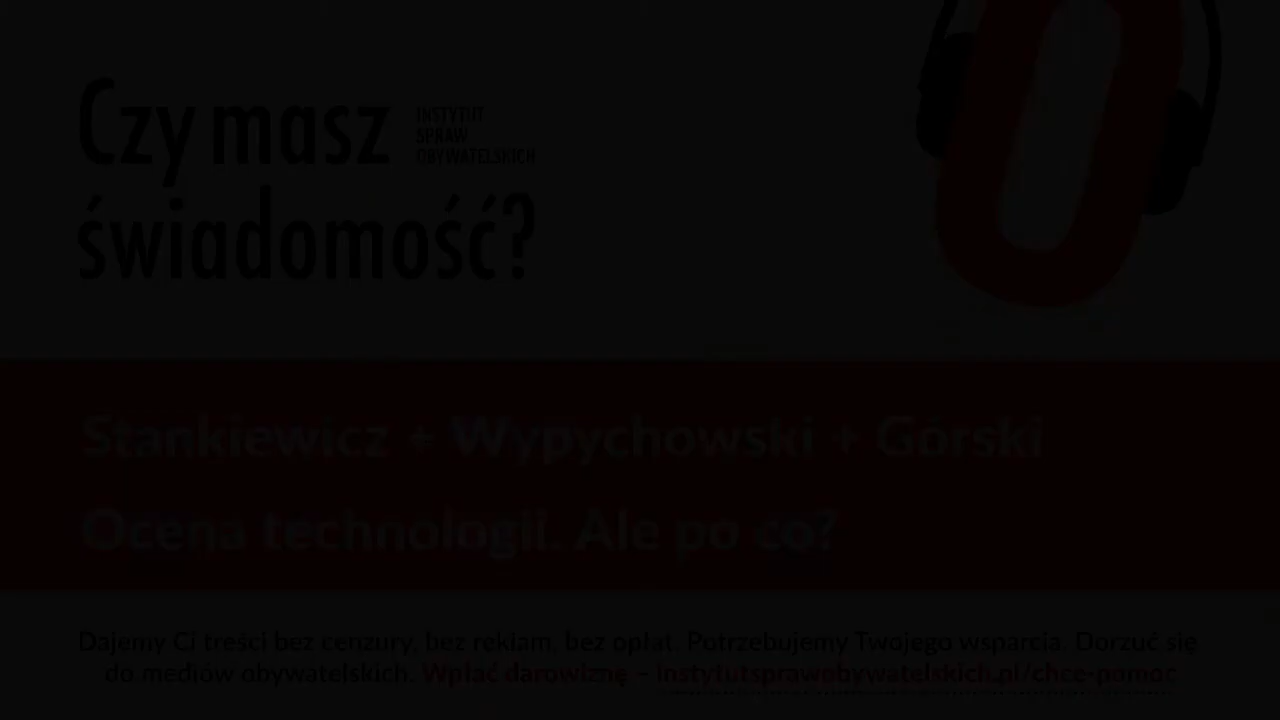 Czy masz
INSTYTUT
SPRAW
OBYWATELSKICH
świadomość?
Stankiewicz + Wypychowski + Górski
Ocena technologii. Ale po co?
Dajemy Ci treści bez cenzury, bez reklam, bez opłat. Potrzebujemy Twojego wsparcia. Dorzuć się
do mediów obywatelskich. Wpłać darowiznę – instytutsprawobywatelskich.pl/chce-pomoc